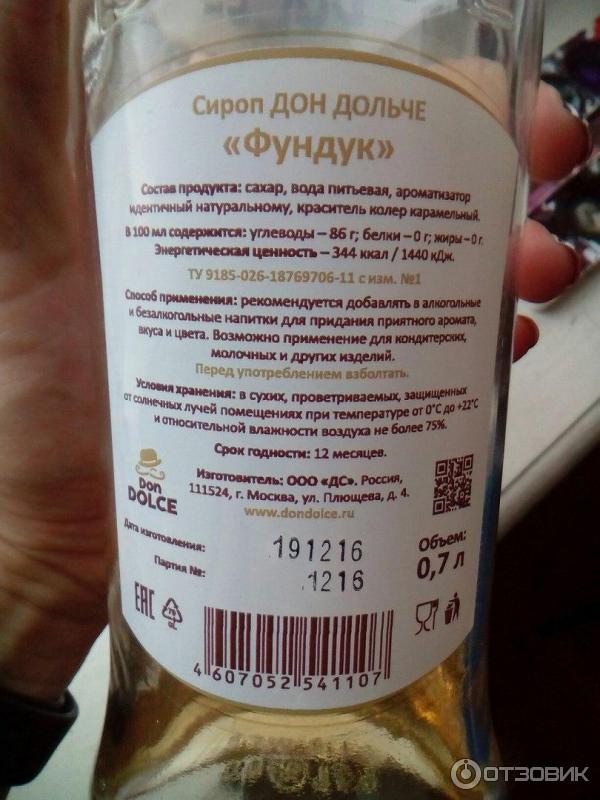 Сироп ДОН ДОЛЬЧЕ
«Фундук»
Состав продукта: сахар, вода питьевая, ароматизатор
идентичный натуральному, краситель колер карамельный.
В 100 мл содержится: углеводы – 86 г; белки – 0 г; жиры – 0 г.
Энергетическая ценность – 344 ккал / 1440 кДж.
ТУ 9185-026-18769706-11 с изм. №1
Способ применения: рекомендуется добавлять в алкогольные
и безалкогольные напитки для придания приятного аромата,
вкуса и цвета. Возможно применение для кондитерских,
молочных и других изделий.
Перед употреблением взболтать.
Условия хранения: в сухих, проветриваемых, защищенных
от солнечных лучей помещениях при температуре от 0°С до +22°С
и относительной влажности воздуха не более 75%.
Срок годности: 12 месяцев.
Изготовитель: ООО «ДС». Россия,
111524, г. Москва, ул. Плющева, д. 4.
www.dondolce.ru
Don
DOLCE
Дата изготовления: 191216
Партия №: 1216
Объем:
0,7 л
EAC
4 607052 541107
ОТЗОВИК